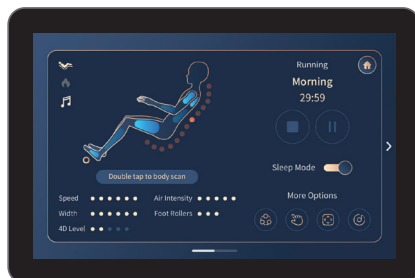 Running
Morning
29:59
Sleep Mode
Double tap to body scan
More Options
Speed
Air Intensity
Width
Foot Rollers
4D Level